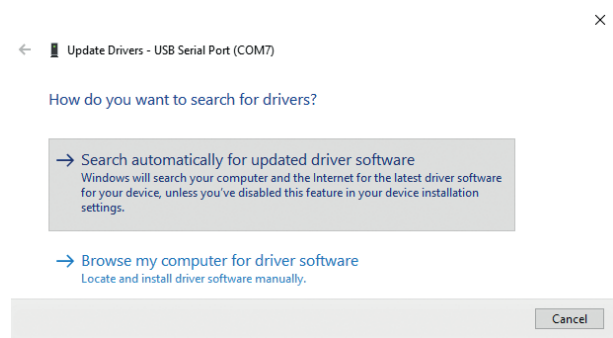 Update Drivers - USB Serial Port (COM7)
How do you want to search for drivers?
Search automatically for updated driver software
Windows will search your computer and the Internet for the latest driver software
for your device, unless you've disabled this feature in your device installation
settings.
Browse my computer for driver software
Locate and install driver software manually.
Cancel